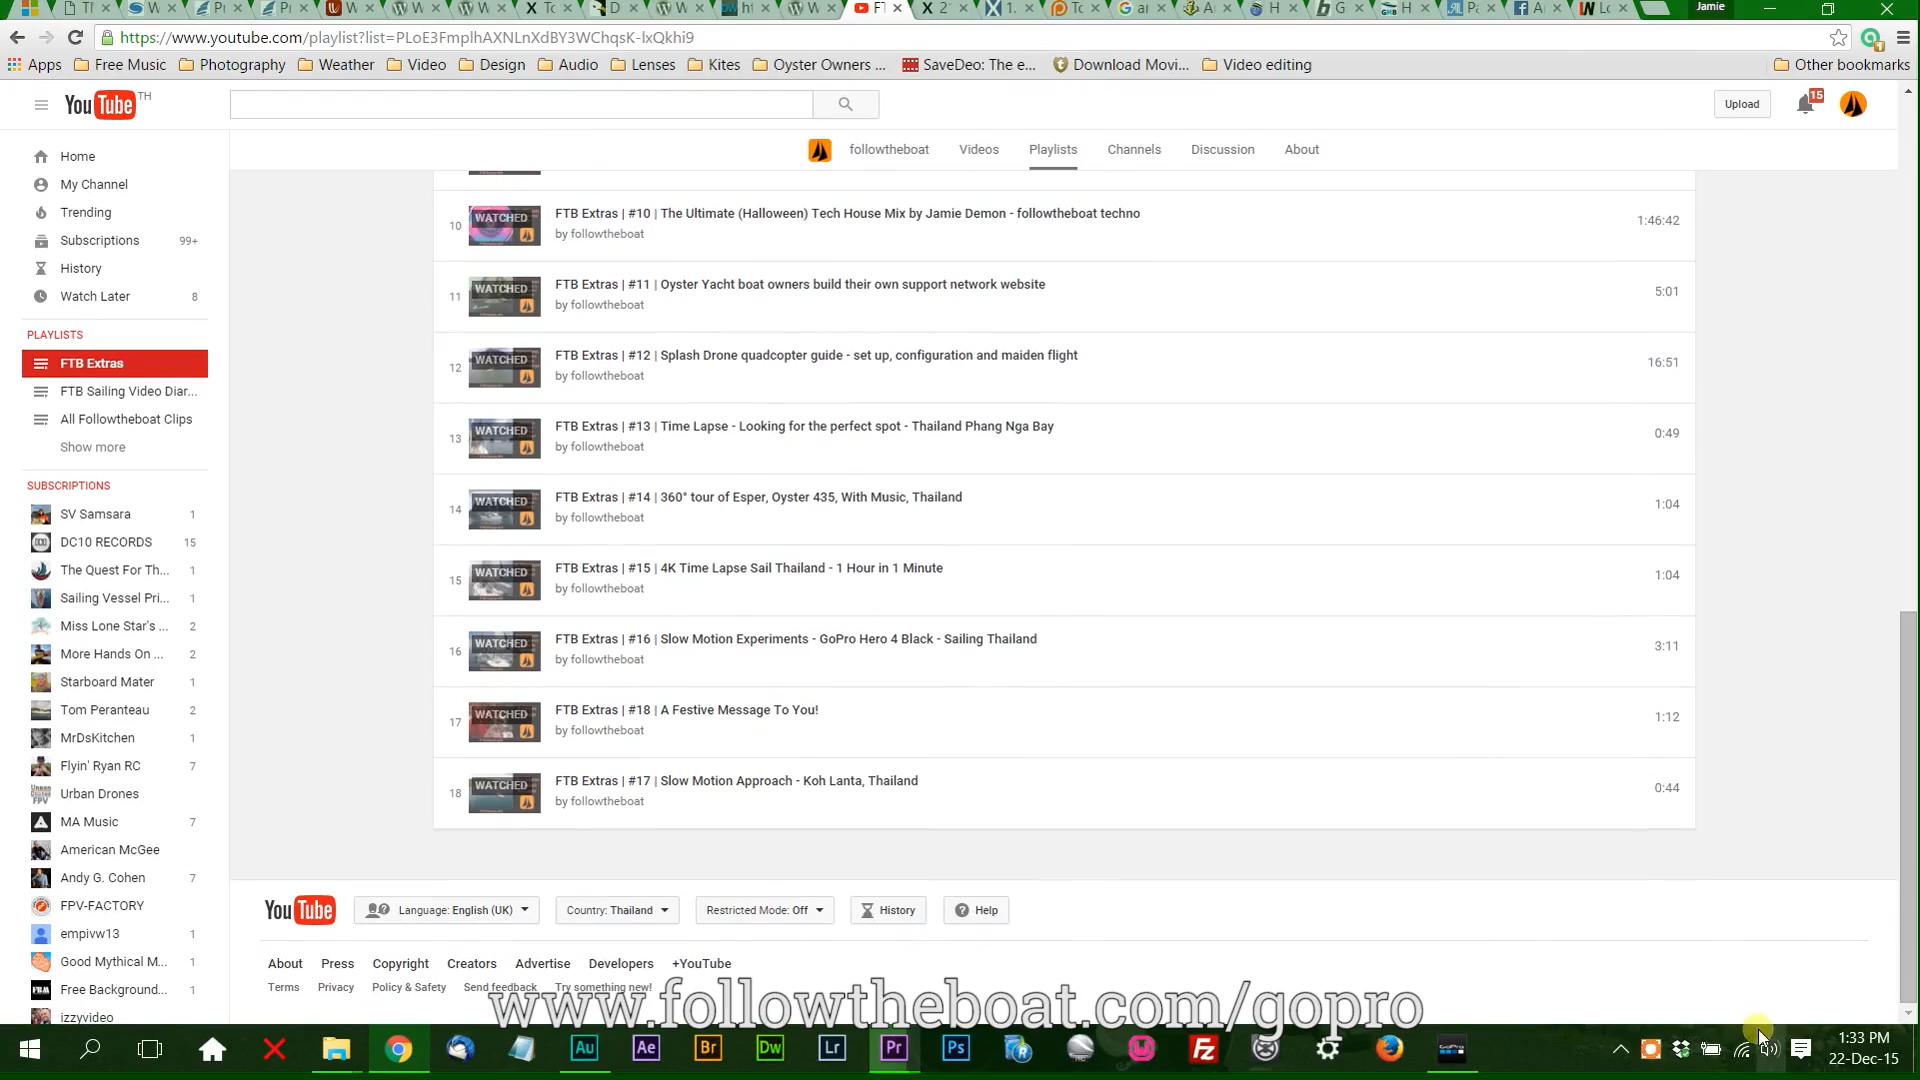 Jamie
https://www.youtube.com/playlist?list=PLoE3FmplhAXNLnXdBY3WChqsK-lxQkhi9
Apps Free Music Photography Weather Video Design Audio Lenses Kites Oyster Owners ... SaveDeo: The e... Download Movi... Video editing Other bookmarks
YouTube TH
Upload 15
followtheboat Videos Playlists Channels Discussion About
Home
My Channel
Trending
Subscriptions 99+
History
Watch Later 8
PLAYLISTS
FTB Extras
FTB Sailing Video Diar...
All Followtheboat Clips
Show more
SUBSCRIPTIONS
SV Samsara 1
DC10 RECORDS 15
The Quest For Th... 1
Sailing Vessel Pri... 1
Miss Lone Star's ... 2
More Hands On ... 2
Starboard Mater 1
Tom Peranteau 2
MrDsKitchen 1
Flyin' Ryan RC 7
Urban Drones
MA Music 7
American McGee
Andy G. Cohen 7
FPV-FACTORY
empivw13 1
Good Mythical M... 1
Free Background... 1
izzyvideo
10 WATCHED FTB Extras | #10 | The Ultimate (Halloween) Tech House Mix by Jamie Demon - followtheboat techno 1:46:42
by followtheboat
11 WATCHED FTB Extras | #11 | Oyster Yacht boat owners build their own support network website 5:01
by followtheboat
12 WATCHED FTB Extras | #12 | Splash Drone quadcopter guide - set up, configuration and maiden flight 16:51
by followtheboat
13 WATCHED FTB Extras | #13 | Time Lapse - Looking for the perfect spot - Thailand Phang Nga Bay 0:49
by followtheboat
14 WATCHED FTB Extras | #14 | 360° tour of Esper, Oyster 435, With Music, Thailand 1:04
by followtheboat
15 WATCHED FTB Extras | #15 | 4K Time Lapse Sail Thailand - 1 Hour in 1 Minute 1:04
by followtheboat
16 WATCHED FTB Extras | #16 | Slow Motion Experiments - GoPro Hero 4 Black - Sailing Thailand 3:11
by followtheboat
17 WATCHED FTB Extras | #18 | A Festive Message To You! 1:12
by followtheboat
18 WATCHED FTB Extras | #17 | Slow Motion Approach - Koh Lanta, Thailand 0:44
by followtheboat
YouTube Language: English (UK) Country: Thailand Restricted Mode: Off History Help
About Press Copyright Creators Advertise Developers +YouTube
Terms Privacy Policy & Safety Send feedback Try something new!
www.followtheboat.com/gopro
Au Ae Br Dw Lr Pr Ps Fz
1:33 PM
22-Dec-15